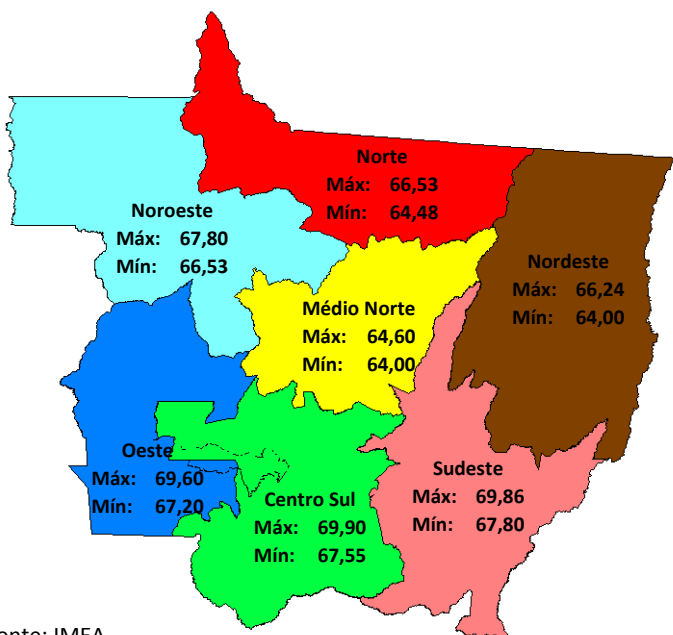 Norte
Máx: 66,53
Mín: 64,48
Noroeste
Máx: 67,80
Mín: 66,53
Nordeste
Máx: 66,24
Mín: 64,00
Médio Norte
Máx: 64,60
Mín: 64,00
Oeste
Máx: 69,60
Mín: 67,20
Sudeste
Máx: 69,86
Mín: 67,80
Centro Sul
Máx: 69,90
Mín: 67,55
onte: IMEA